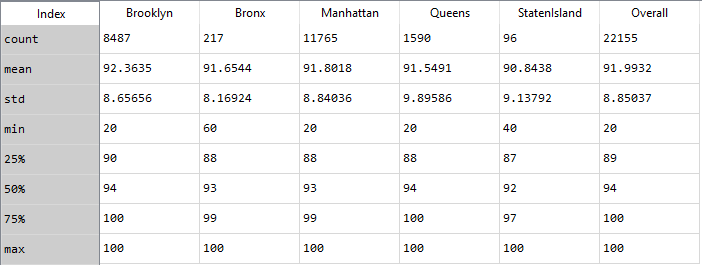 Index Brooklyn Bronx Manhattan Queens StatenIsland Overall
count 8487 217 11765 1590 96 22155
mean 92.3635 91.6544 91.8018 91.5491 90.8438 91.9932
std 8.65656 8.16924 8.84036 9.89586 9.13792 8.85037
min 20 60 20 20 40 20
25% 90 88 88 88 87 89
50% 94 93 93 94 92 94
75% 100 99 99 100 97 100
max 100 100 100 100 100 100